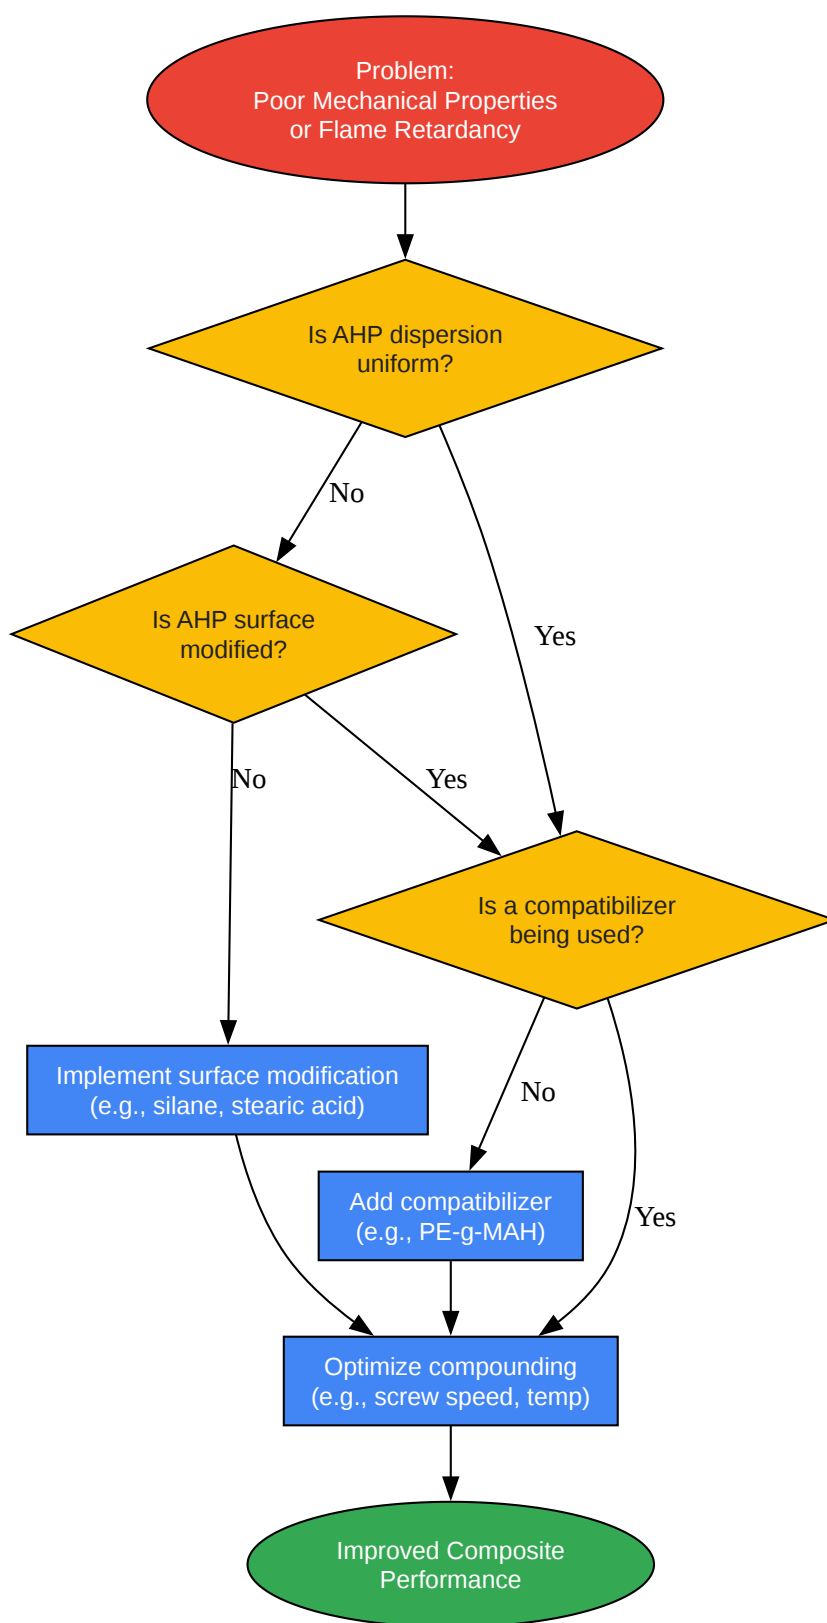 Problem:
Poor Mechanical Properties
or Flame Retardancy
Is AHP dispersion
uniform?
No
Yes
Is AHP surface
modified?
No
Yes
Is a compatibilizer
being used?
No
Yes
Implement surface modification
(e.g., silane, stearic acid)
Add compatibilizer
(e.g., PE-g-MAH)
Optimize compounding
(e.g., screw speed, temp)
Improved Composite
Performance